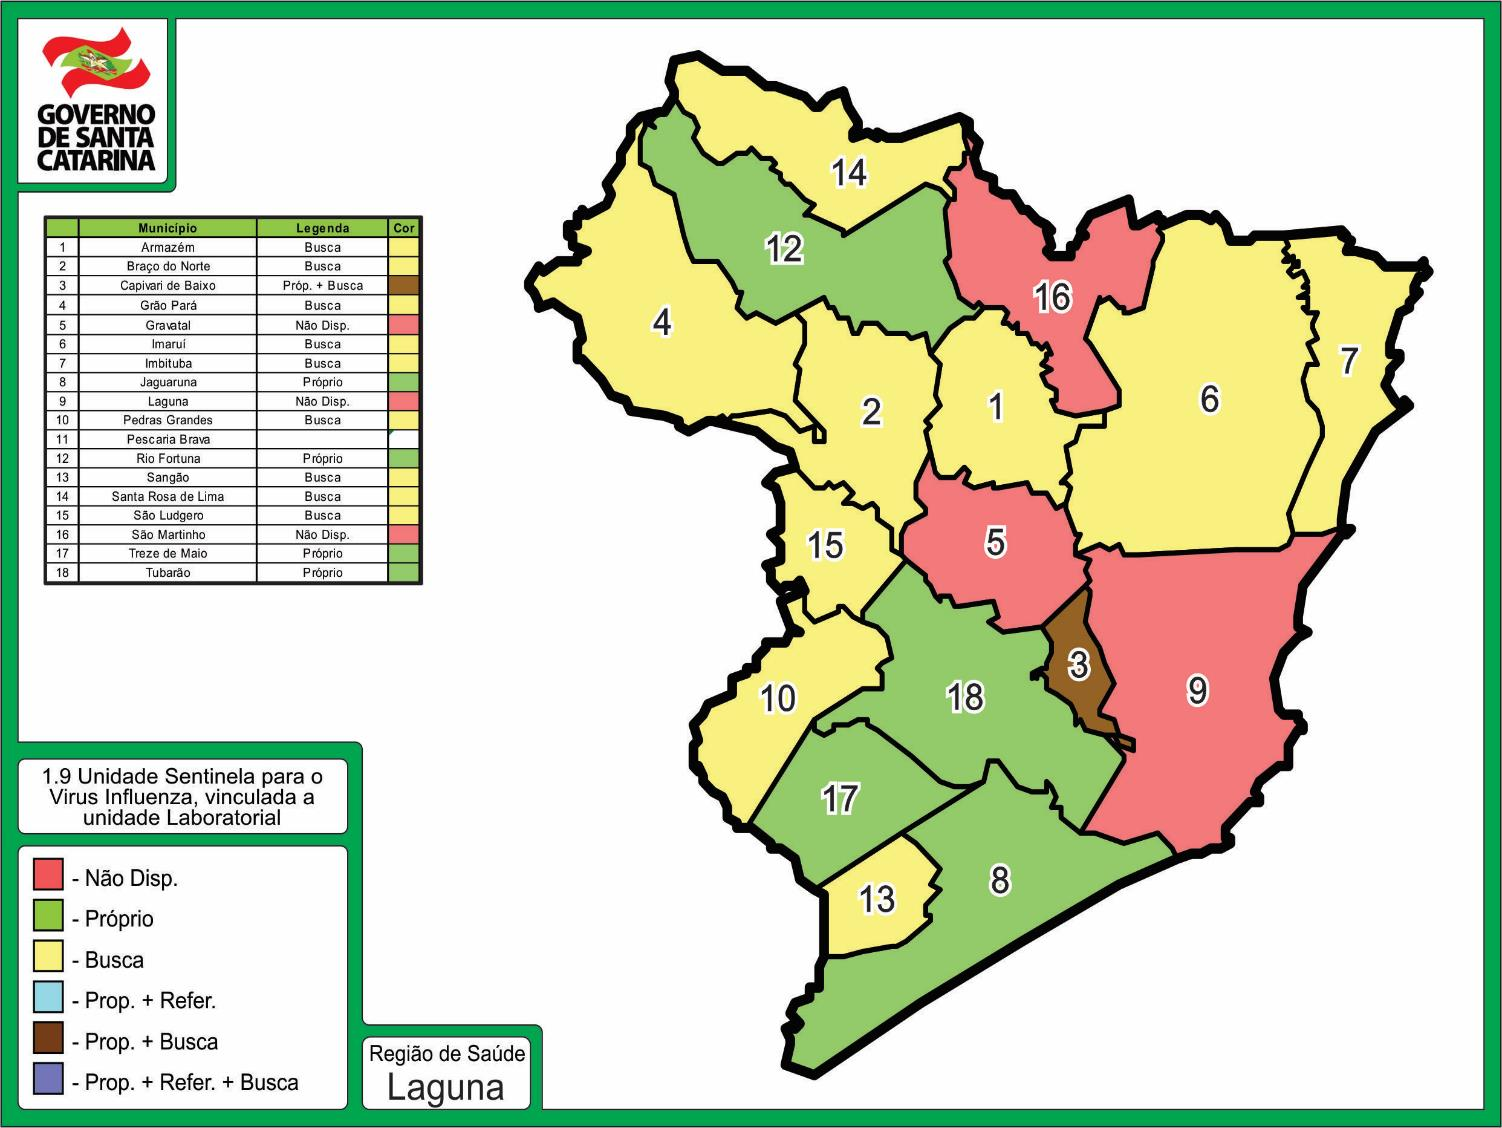 GOVERNO
DE SANTA
CATARINA
Município Legenda Cor
1 Armazém Busca
2 Braço do Norte Busca
3 Capivari de Baixo Próp. + Busca
4 Grão Pará Busca
5 Gravatal Não Disp.
6 Imaruí Busca
7 Imbituba Busca
8 Jaguaruna Próprio
9 Laguna Não Disp.
10 Pedras Grandes Busca
11 Pescaria Brava
12 Rio Fortuna Próprio
13 Sangão Busca
14 Santa Rosa de Lima Busca
15 São Ludgero Busca
16 São Martinho Não Disp.
17 Treze de Maio Próprio
18 Tubarão Próprio
14
12
16
4
7
6
2
1
5
15
3
9
10
18
17
8
13
1.9 Unidade Sentinela para o
Virus Influenza, vinculada a
unidade Laboratorial
- Não Disp.
- Próprio
- Busca
- Prop. + Refer.
- Prop. + Busca
- Prop. + Refer. + Busca
Região de Saúde
Laguna